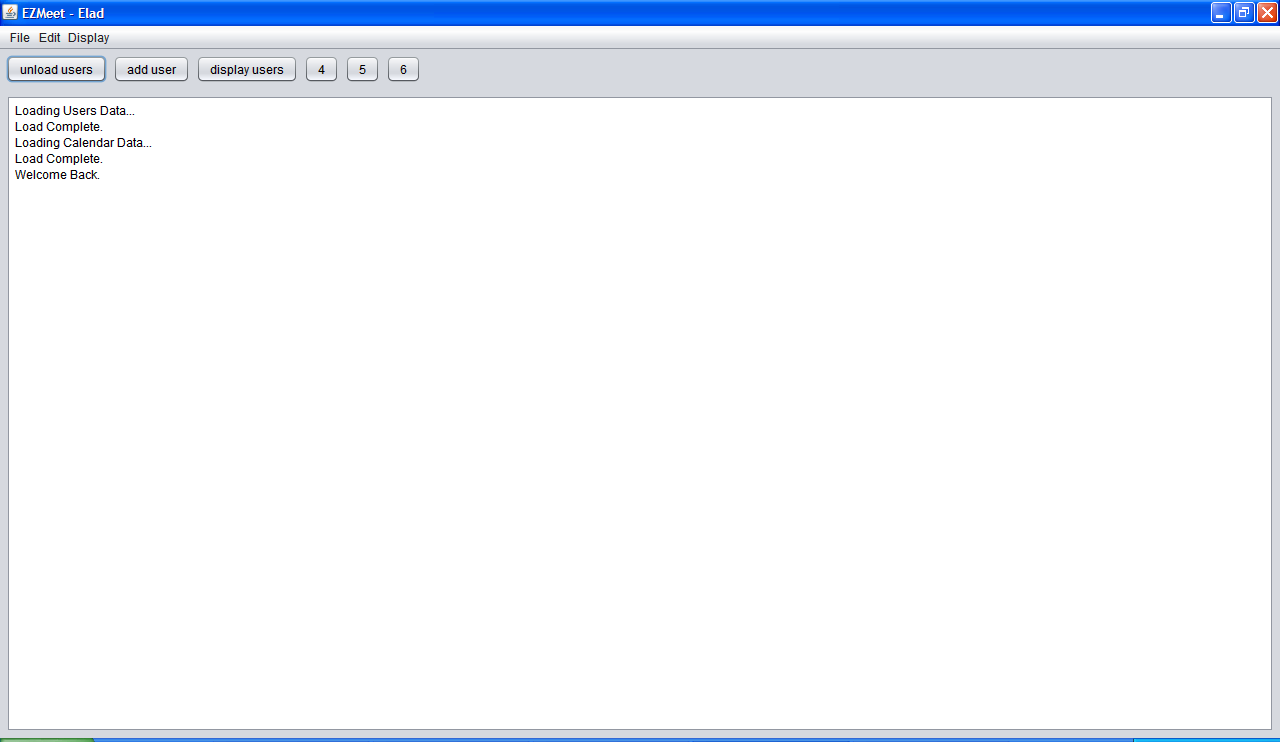 EZMeet - Elad
File Edit Display
unload users add user display users 4 5 6
Loading Users Data...
Load Complete.
Loading Calendar Data...
Load Complete.
Welcome Back.